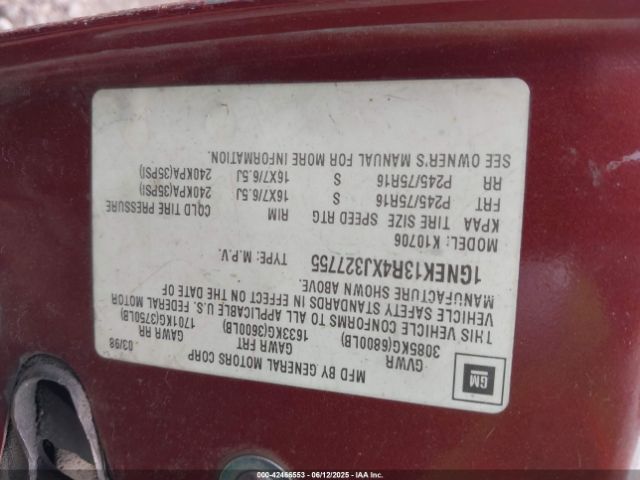 MFD BY GENERAL MOTORS CORP 03/98
GVWR GAWR FRT GAWR RR
3085KG(6800LB) 1633KG(3600LB) 1701KG(3750LB)
THIS VEHICLE CONFORMS TO ALL APPLICABLE U.S. FEDERAL MOTOR
VEHICLE SAFETY STANDARDS IN EFFECT ON THE DATE OF
MANUFACTURE SHOWN ABOVE.
1GNEK13R4XJ327755 TYPE: M.P.V.
MODEL: K10706
KPAA TIRE SIZE SPEED RTG RIM COLD TIRE PRESSURE
FRT P245/75R16 S 16X7/6.5J 240KPA(35PSI)
RR P245/75R16 S 16X7/6.5J 240KPA(35PSI)
SEE OWNER'S MANUAL FOR MORE INFORMATION.
GM
00-42466553 - 06/12/2025 - COPYRIGHT IAA